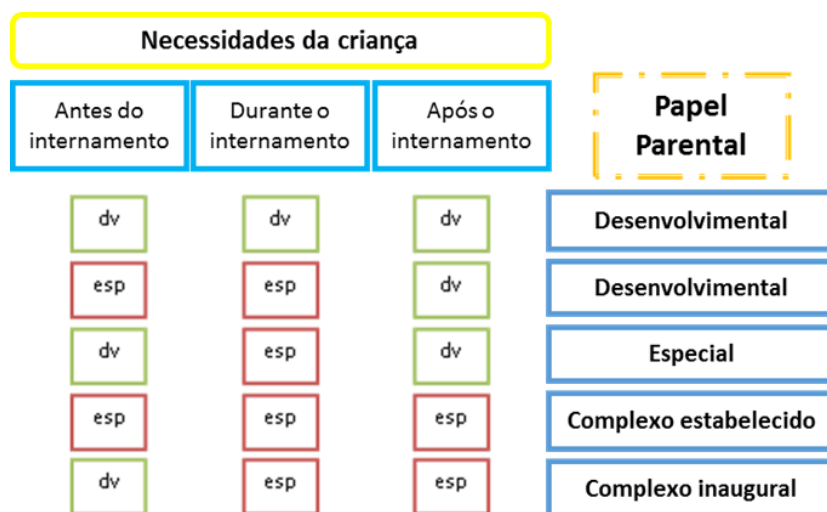 Necessidades da criança
Antes do
internamento
Durante o
internamento
Após o
internamento
Papel
Parental
dv dv dv Desenvolvimental
esp esp dv Desenvolvimental
dv esp dv Especial
esp esp esp Complexo estabelecido
dv esp esp Complexo inaugural